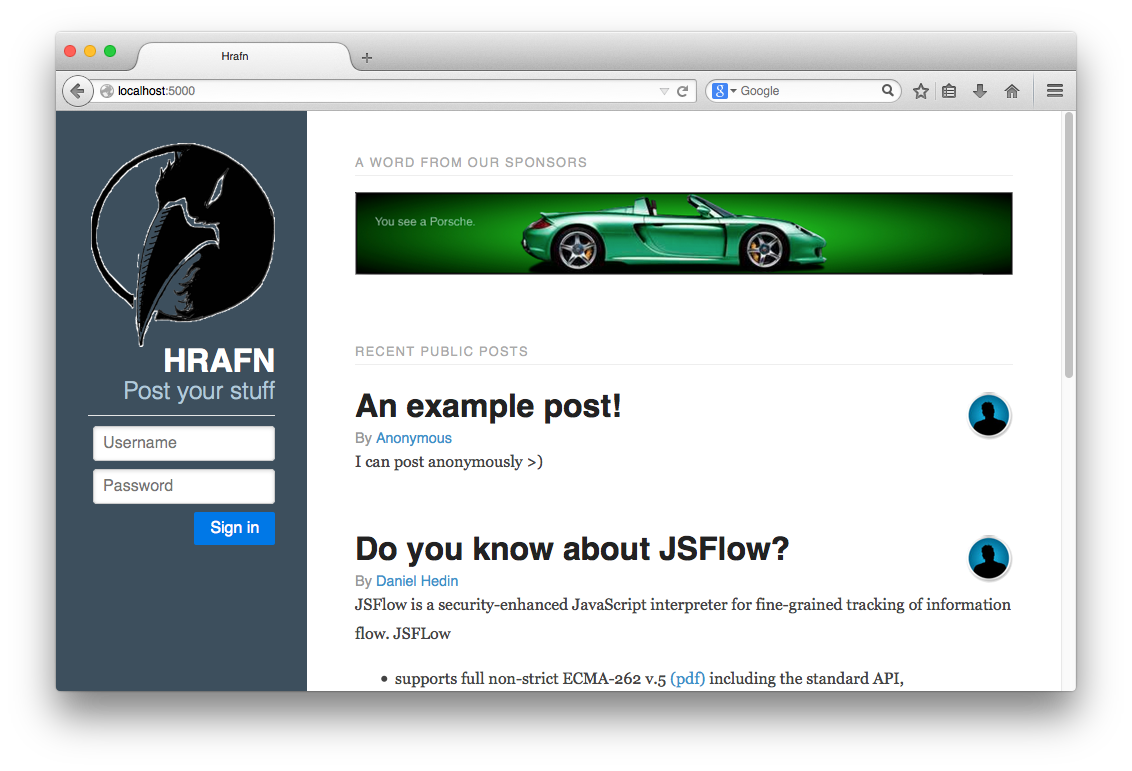 Hrafn
localhost:5000
Google
HRAFN
Post your stuff
Username
Password
Sign in
A WORD FROM OUR SPONSORS
You see a Porsche.
RECENT PUBLIC POSTS
An example post!
By Anonymous
I can post anonymously >)
Do you know about JSFlow?
By Daniel Hedin
JSFlow is a security-enhanced JavaScript interpreter for fine-grained tracking of information
flow. JSFLow
• supports full non-strict ECMA-262 v.5 (pdf) including the standard API,